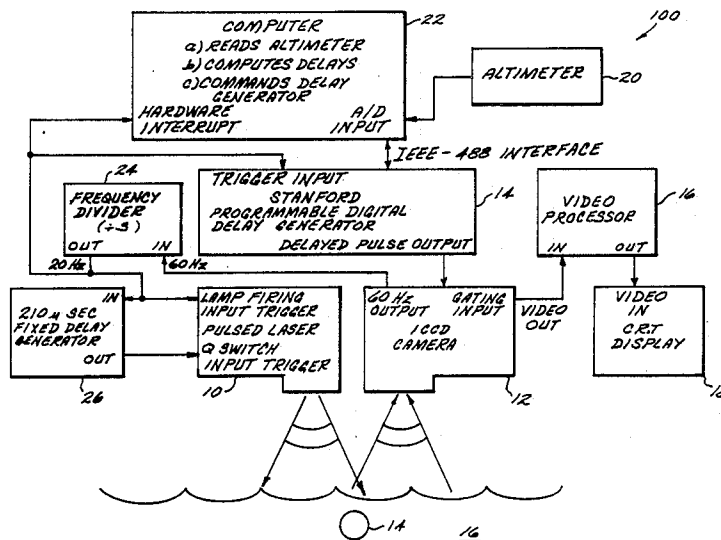 COMPUTER
a) READS ALTIMETER
b) COMPUTES DELAYS
c) COMMANDS DELAY
GENERATOR
HARDWARE
INTERRUPT
A/D
INPUT
22
100
ALTIMETER
20
IEEE-488 INTERFACE
24
FREQUENCY
DIVIDER
(÷3)
OUT IN
20 Hz
60 Hz
TRIGGER INPUT
STANFORD
PROGRAMMABLE DIGITAL
DELAY GENERATOR
DELAYED PULSE OUTPUT
14
VIDEO
PROCESSOR
IN OUT
16
IN
210 μ SEC
FIXED DELAY
GENERATOR
OUT
26
LAMP FIRING
INPUT TRIGGER
PULSED LASER
Q SWITCH
INPUT TRIGGER
10
60 Hz
OUTPUT
GATING
INPUT
ICCD
CAMERA
12
VIDEO
OUT
VIDEO
IN
CRT
DISPLAY
14
16